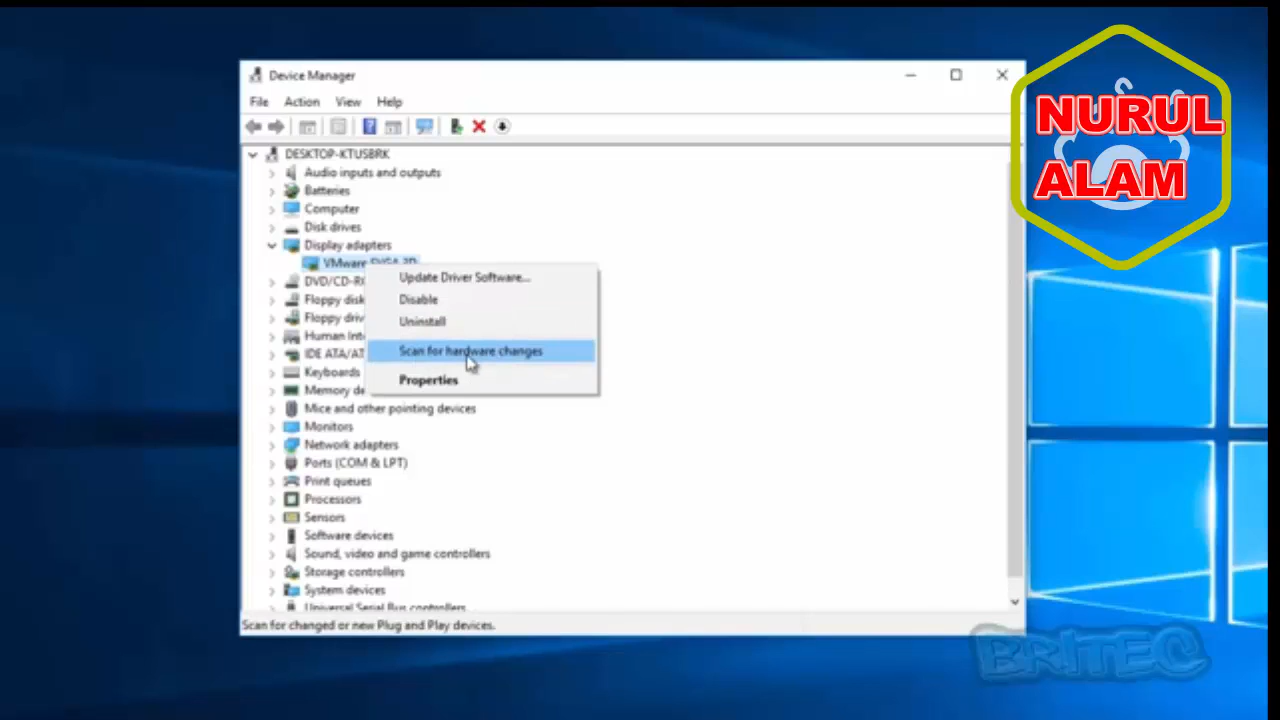 Device Manager
NURUL
ALAM
File Action View Help
DESKTOP-KTUSBRK
Audio inputs and outputs
Batteries
Computer
Disk drives
Display adapters
VMware SVGA 3D
Update Driver Software...
DVD/CD-R
Disable
Floppy disk
Floppy driv
Uninstall
Human Int
Scan for hardware changes
IDE ATA/AT
Keyboards
Properties
Memory de
Mice and other pointing devices
Monitors
Network adapters
Ports (COM & LPT)
Print queues
Processors
Sensors
Software devices
Sound, video and game controllers
Storage controllers
System devices
Universal Serial Bus controllers
Scan for changed or new Plug and Play devices.
BRITEC